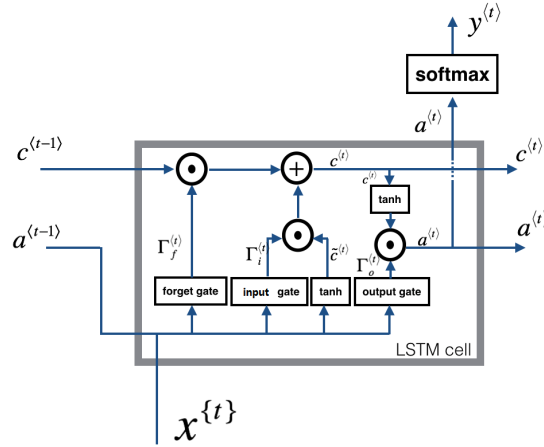 y⟨t⟩
softmax
a⟨t⟩
c⟨t−1⟩
c⟨t⟩
c⟨t⟩
c⟨t⟩
tanh
a⟨t−1⟩
Γf⟨t⟩
Γi⟨t⟩
c̃⟨t⟩
Γo⟨t⟩
a⟨t⟩
a⟨t⟩
forget gate
input gate
tanh
output gate
LSTM cell
x{t}